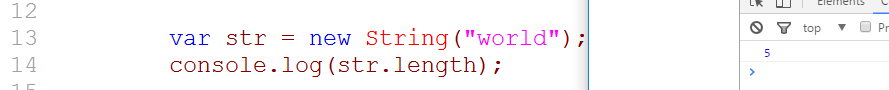 12
Elements
top
13 var str = new String("world");
5
14 console.log(str.length);
>